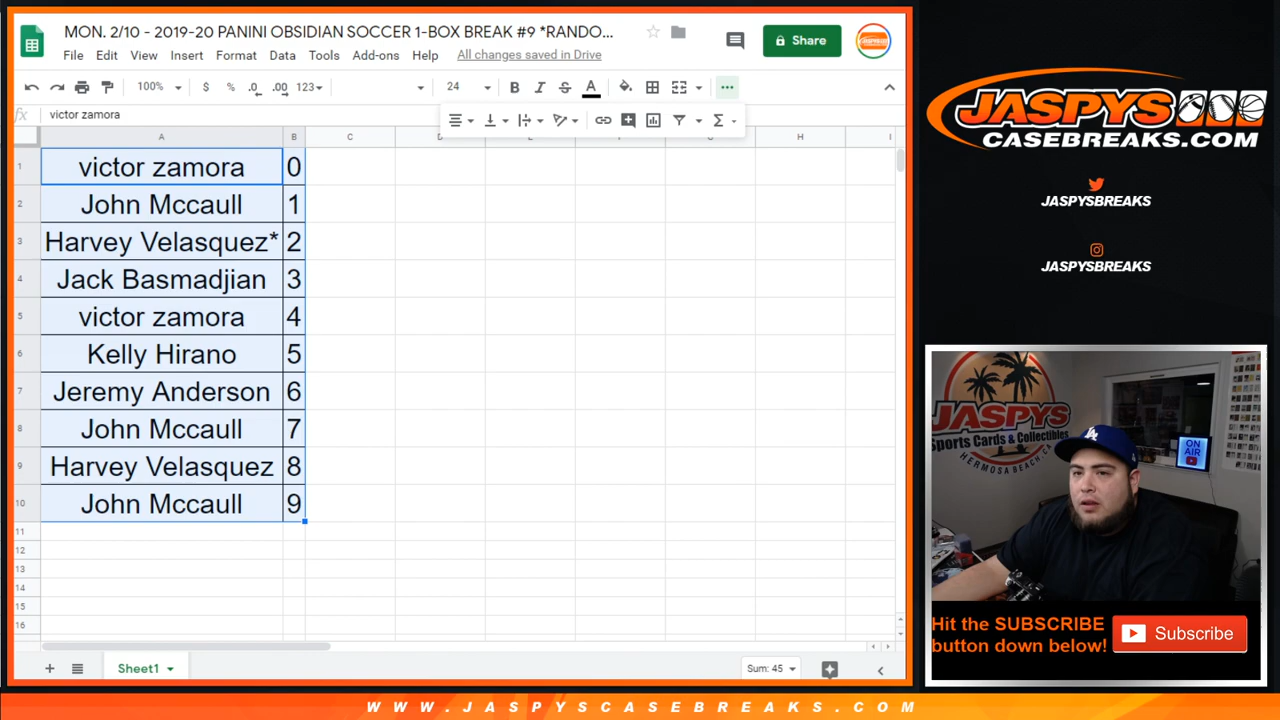 MON. 2/10 - 2019-20 PANINI OBSIDIAN SOCCER 1-BOX BREAK #9 *RANDO...
File Edit View Insert Format Data Tools Add-ons Help All changes saved in Drive
Share
100% $ % .0 .00 123 24 B I S A
fx victor zamora
A B C D E F G H I
1 victor zamora 0
2 John Mccaull 1
3 Harvey Velasquez* 2
4 Jack Basmadjian 3
5 victor zamora 4
6 Kelly Hirano 5
7 Jeremy Anderson 6
8 John Mccaull 7
9 Harvey Velasquez 8
10 John Mccaull 9
11
12
13
14
15
16
Sheet1
Sum: 45
JASPYS
CASEBREAKS.COM
JASPYSBREAKS
JASPYSBREAKS
JASPYS
Sports Cards & Collectibles
HERMOSA BEACH, CA
LA
ON AIR
Hit the SUBSCRIBE
button down below!
Subscribe
WWW.JASPYSCASEBREAKS.COM